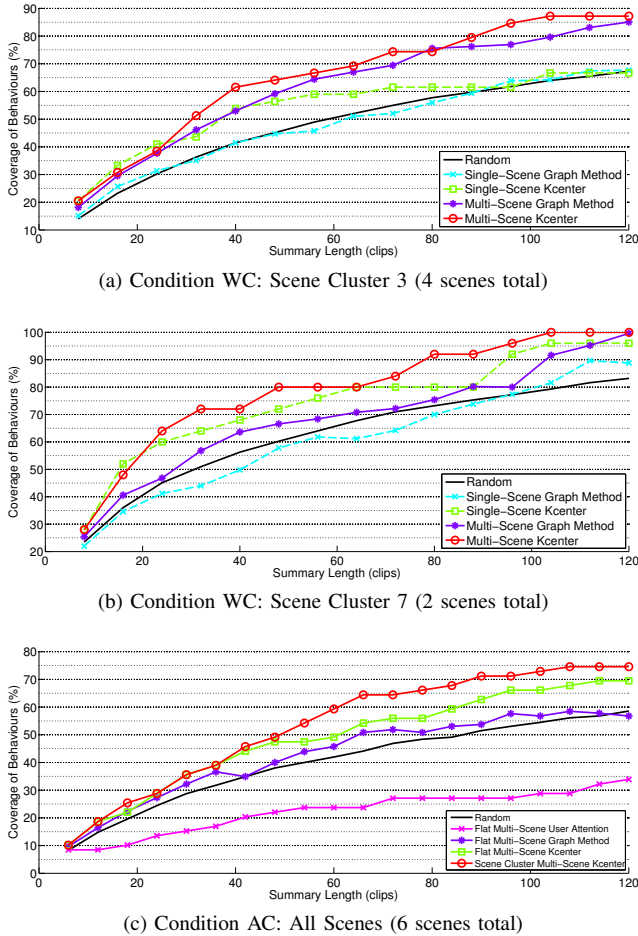 90
80
70
60
50
40
30
20
10
Coverage of Behaviours (%)
0 20 40 60 80 100 120
Summary Length (clips)
Random
Single−Scene Graph Method
Single−Scene Kcenter
Multi−Scene Graph Method
Multi−Scene Kcenter
(a) Condition WC: Scene Cluster 3 (4 scenes total)
100
90
80
70
60
50
40
30
20
Coverage of Behaviours (%)
0 20 40 60 80 100 120
Summary Length (clips)
Random
Single−Scene Graph Method
Single−Scene Kcenter
Multi−Scene Graph Method
Multi−Scene Kcenter
(b) Condition WC: Scene Cluster 7 (2 scenes total)
80
70
60
50
40
30
20
10
0
Coverage of Behaviours (%)
0 20 40 60 80 100 120
Summary Length (clips)
Random
Flat Multi−Scene User Attention
Flat Multi−Scene Graph Method
Flat Multi−Scene Kcenter
Scene Cluster Multi−Scene Kcenter
(c) Condition AC: All Scenes (6 scenes total)